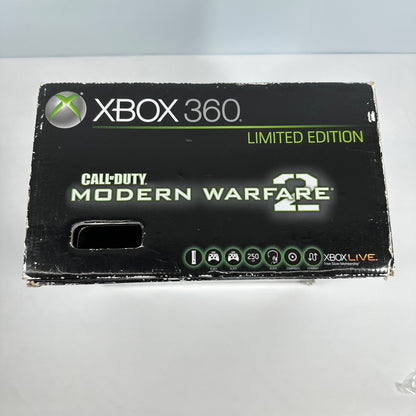 XBOX 360
LIMITED EDITION
CALL OF DUTY
MODERN WARFARE 2
250
XBOX LIVE